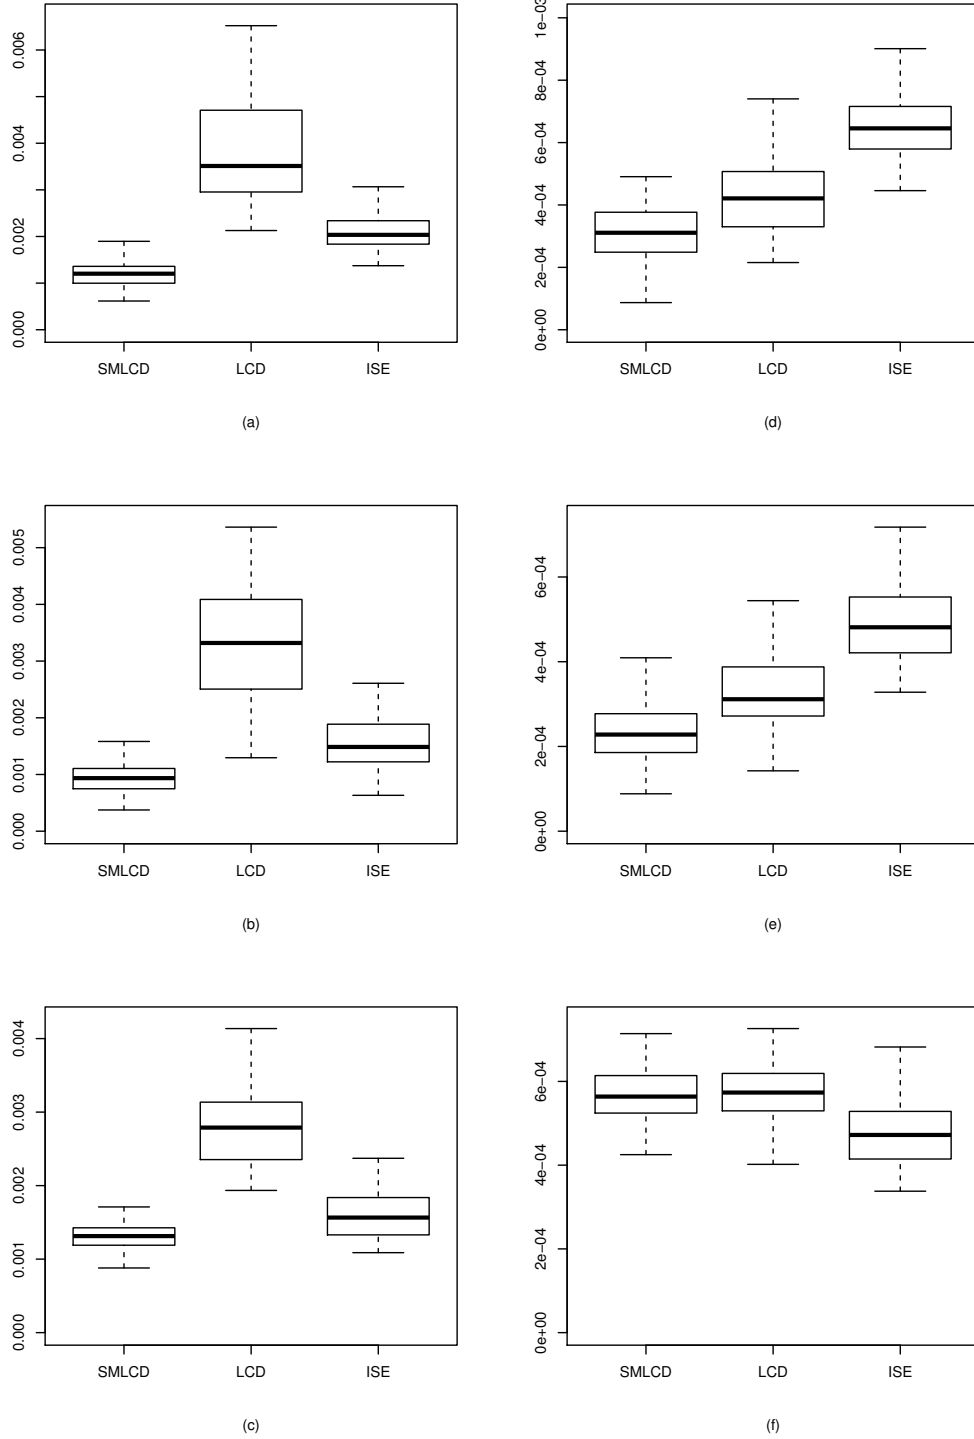 0.006
0.004
0.002
0.000
SMLCD LCD ISE
(a)
1e−03
8e−04
6e−04
4e−04
2e−04
0e+00
SMLCD LCD ISE
(d)
0.005
0.004
0.003
0.002
0.001
0.000
SMLCD LCD ISE
(b)
6e−04
4e−04
2e−04
0e+00
SMLCD LCD ISE
(e)
0.004
0.003
0.002
0.001
0.000
SMLCD LCD ISE
(c)
6e−04
4e−04
2e−04
0e+00
SMLCD LCD ISE
(f)